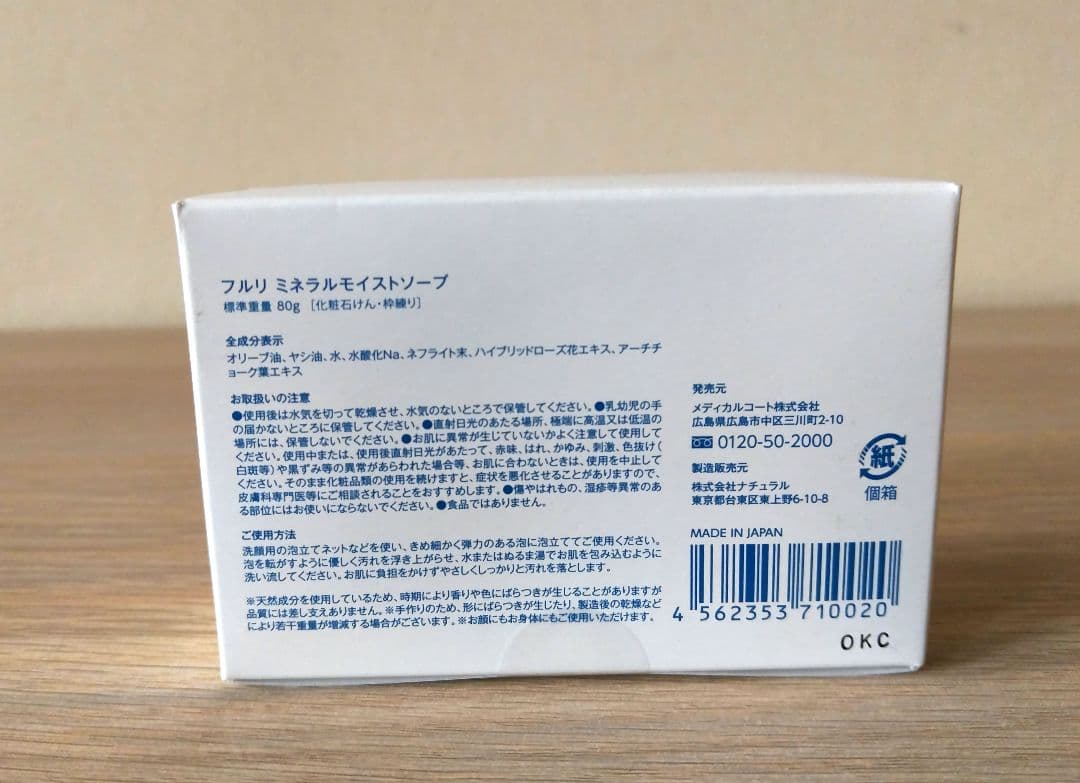 フルリ ミネラルモイストソープ
標準重量 80g ［化粧石けん・枠練り］
全成分表示
オリーブ油、ヤシ油、水、水酸化Na、ネフライト末、ハイブリッドローズ花エキス、アーチチ
ョーク葉エキス
お取扱いの注意
●使用後は水気を切って乾燥させ、水気のないところで保管してください。●乳幼児の手
の届かないところに保管してください。●直射日光のあたる場所、極端に高温又は低温の
場所には、保管しないでください。●お肌に異常が生じていないかよく注意して使用して
ください。使用中または、使用後直射日光があたって、赤味、はれ、かゆみ、刺激、色抜け（
白斑等）や黒ずみ等の異常があらわれた場合等、お肌に合わないときは、使用を中止して
ください。そのまま化粧品類の使用を続けますと、症状を悪化させることがありますので、
皮膚科専門医等にご相談されることをおすすめします。●傷やはれもの、湿疹等異常のあ
る部位にはお使いにならないでください。●食品ではありません。
ご使用方法
洗顔用の泡立てネットなどを使い、きめ細かく弾力のある泡に泡立ててご使用ください。
泡を転がすように優しく汚れを浮き上がらせ、水またはぬるま湯でお肌を包み込むように
洗い流してください。お肌に負担をかけずやさしくしっかりと汚れを落とします。
※天然成分を使用しているため、時期により香りや色にばらつきが生じることがありますが
品質には差し支えありません。※手作りのため、形にばらつきが生じたり、製造後の乾燥など
により若干重量が増減する場合がございます。※お顔にもお身体にもご使用いただけます。
発売元
メディカルコート株式会社
広島県広島市中区三川町2-10
0120-50-2000
製造販売元
株式会社ナチュラル
東京都台東区東上野6-10-8
紙
個箱
MADE IN JAPAN
4 562353 710020
OKC